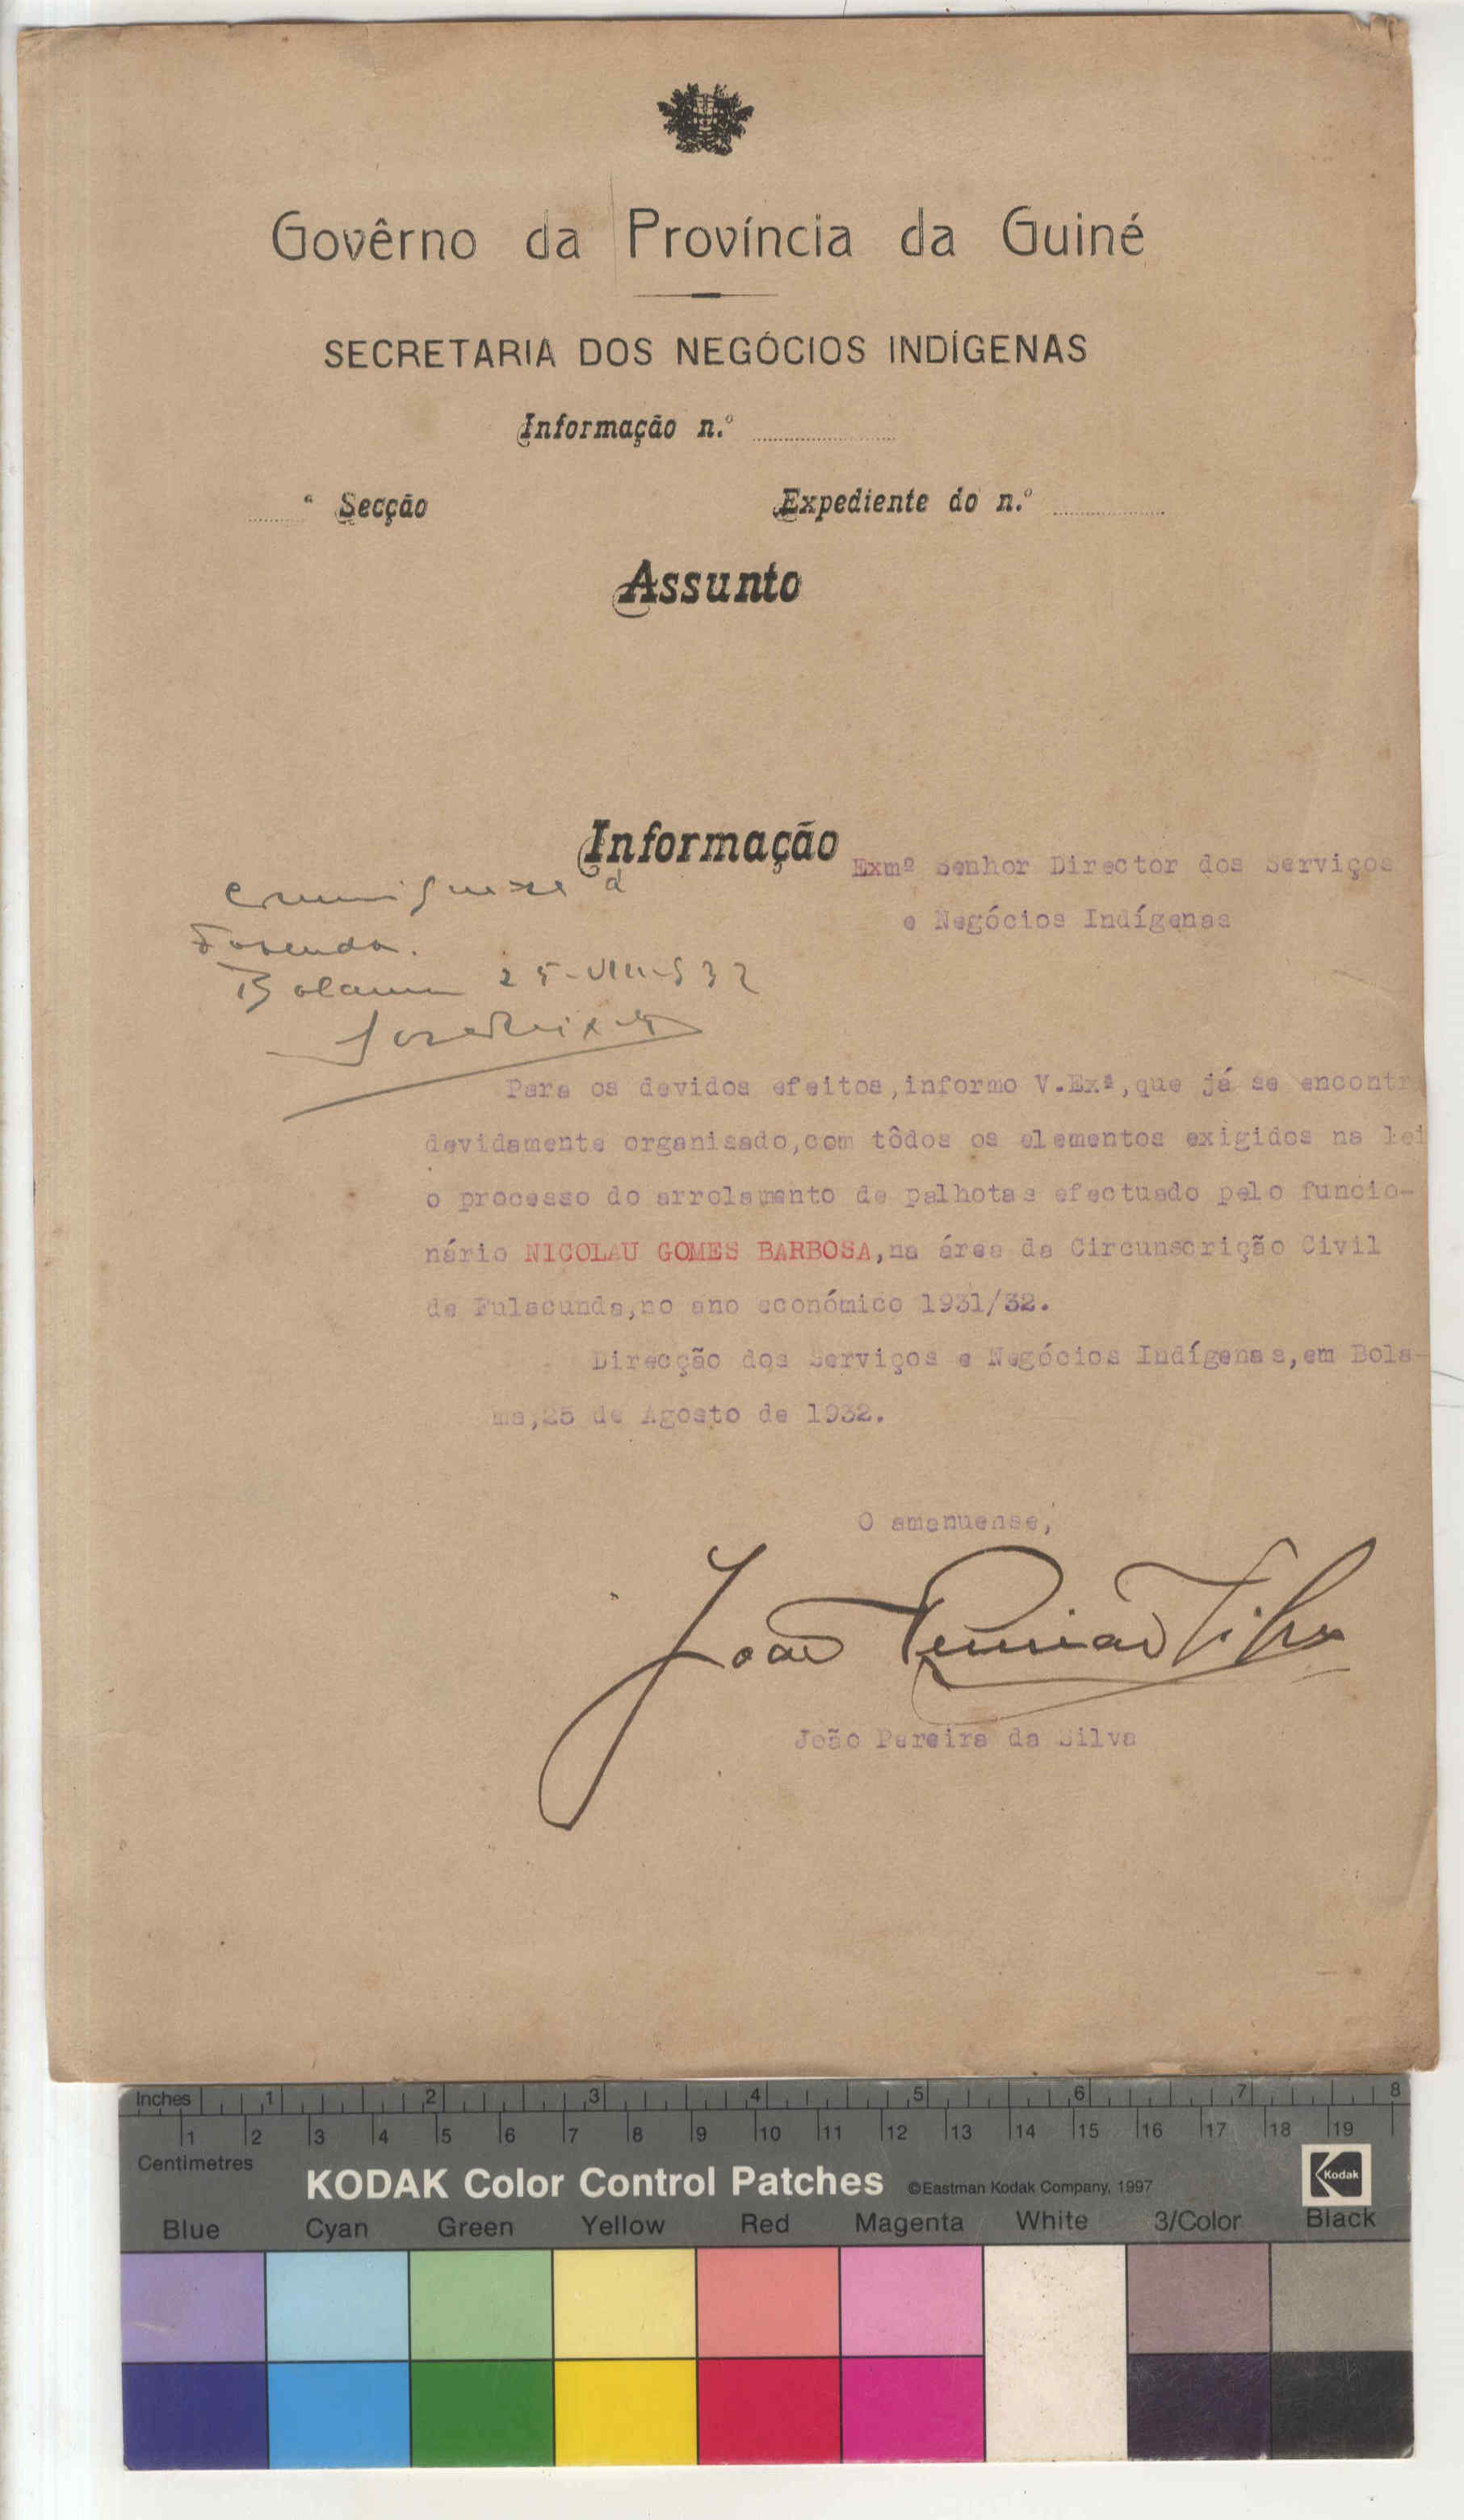 Govêrno da Província da Guiné
SECRETARIA DOS NEGÓCIOS INDÍGENAS
Informação n.º
ª Secção
Expediente do n.º
Assunto
Informação
Exmº Senhor Director dos Serviços
e Negócios Indígenas
Comunique-se á
Fazenda.
Bolama 25-VIII-932
Para os devidos efeitos,informo V.Exª,que já se encontr
devidamente organisado,com tôdos os elementos exigidos na lei
o processo do arrolamento de palhotas efectuado pelo funcio-
nário NICOLAU GOMES BARBOSA,na área da Circunscrição Civil
de Fulacunda,no ano económico 1931/32.
Direcção dos Serviços e Negócios Indígenas,em Bola-
ma,25 de Agosto de 1932.
O amanuense,
João Pereira da Silva
João Pereira da Silva
Inches 1 2 3 4 5 6 7 8
1 2 3 4 5 6 7 8 9 10 11 12 13 14 15 16 17 18 19
Centimetres
KODAK Color Control Patches ©Eastman Kodak Company, 1997 Kodak
Blue Cyan Green Yellow Red Magenta White 3/Color Black